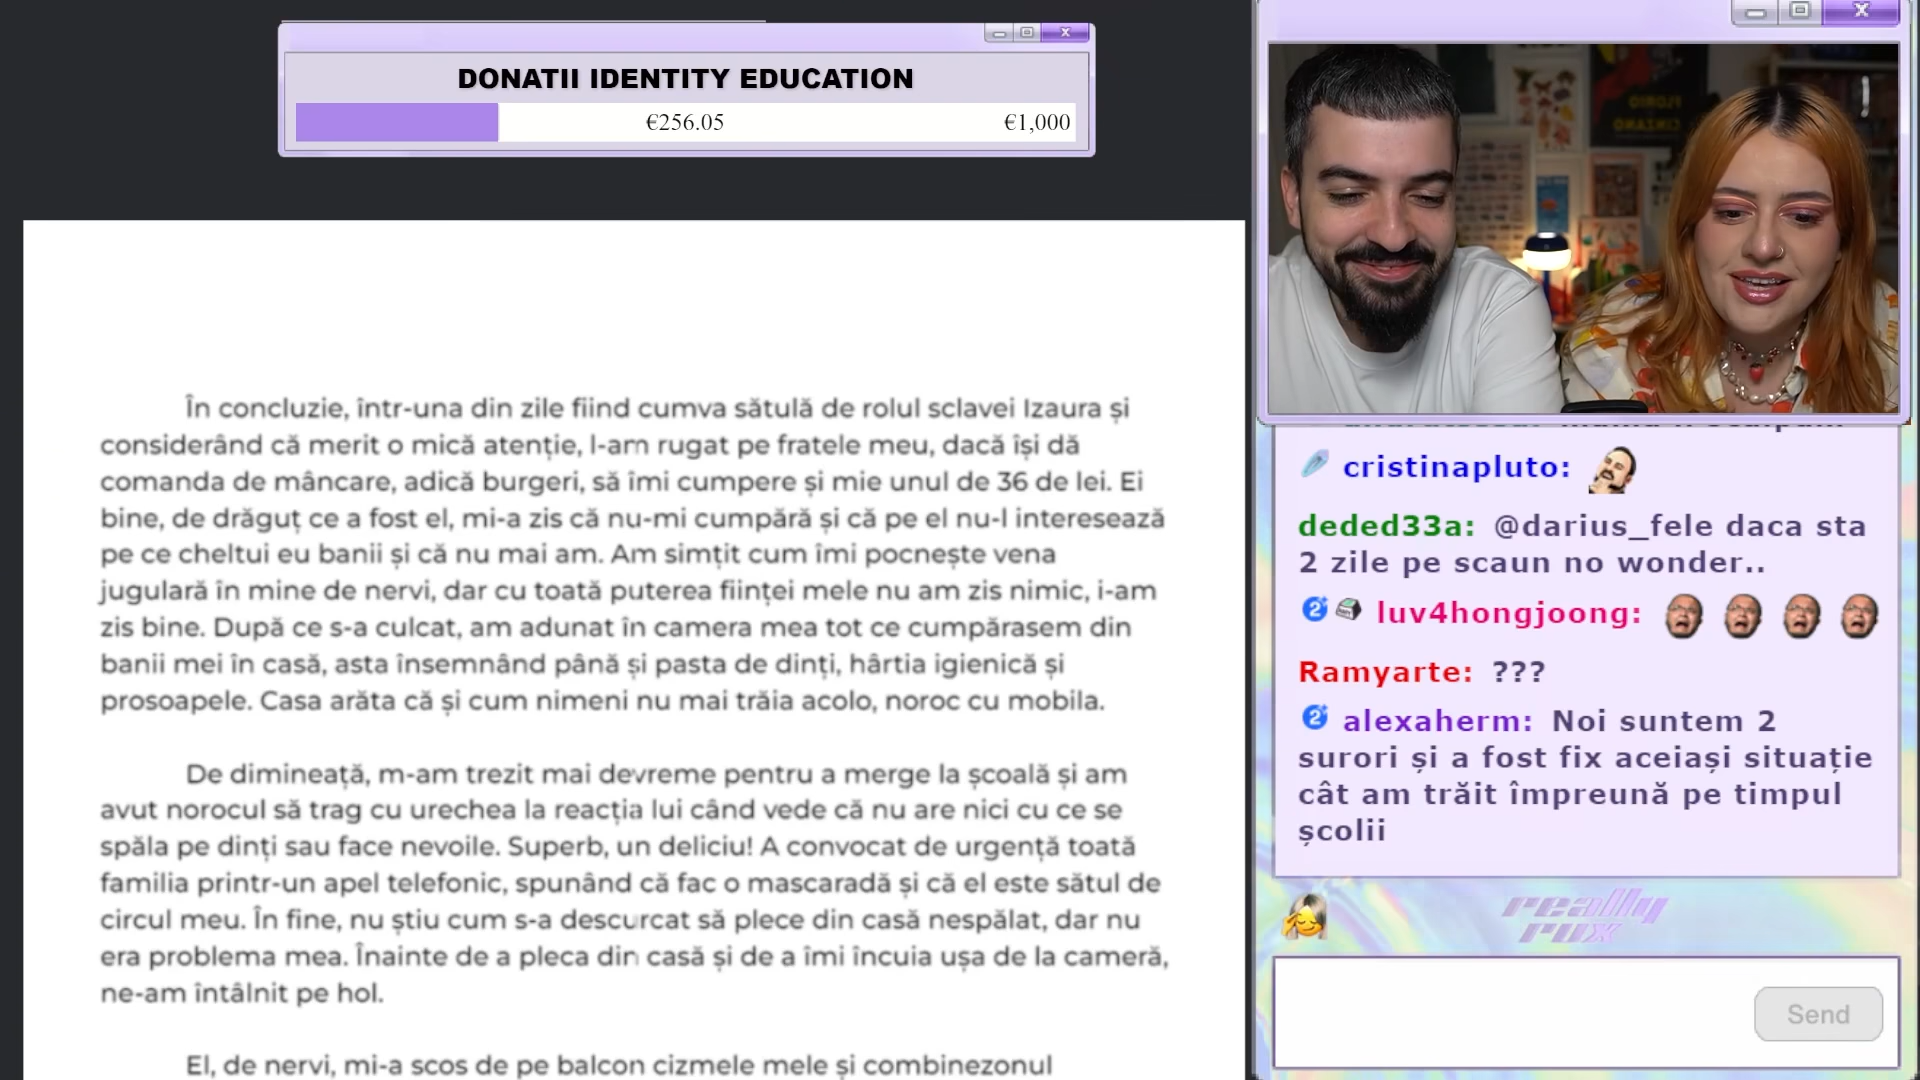 DONATII IDENTITY EDUCATION
€256.05
€1,000
În concluzie, într-una din zile fiind cumva sătulă de rolul sclavei Izaura și
considerând că merit o mică atenție, l-am rugat pe fratele meu, dacă își dă
comanda de mâncare, adică burgeri, să îmi cumpere și mie unul de 36 de lei. Ei
bine, de drăguț ce a fost el, mi-a zis că nu-mi cumpără și că pe el nu-l interesează
pe ce cheltui eu banii și că nu mai am. Am simțit cum îmi pocnește vena
jugulară în mine de nervi, dar cu toată puterea ființei mele nu am zis nimic, i-am
zis bine. După ce s-a culcat, am adunat în camera mea tot ce cumpărasem din
banii mei în casă, asta însemnând până și pasta de dinți, hârtia igienică și
prosoapele. Casa arăta că și cum nimeni nu mai trăia acolo, noroc cu mobila.
De dimineață, m-am trezit mai devreme pentru a merge la școală și am
avut norocul să trag cu urechea la reacția lui când vede că nu are nici cu ce se
spăla pe dinți sau face nevoile. Superb, un deliciu! A convocat de urgență toată
familia printr-un apel telefonic, spunând că fac o mascaradă și că el este sătul de
circul meu. În fine, nu știu cum s-a descurcat să plece din casă nespălat, dar nu
era problema mea. Înainte de a pleca din casă și de a îmi încuia ușa de la cameră,
ne-am întâlnit pe hol.
El, de nervi, mi-a scos de pe balcon cizmele mele și combinezonul
cristinapluto:
deded33a: @darius_fele daca sta
2 zile pe scaun no wonder..
luv4hongjoong:
Ramyarte: ???
alexaherm: Noi suntem 2
surori și a fost fix aceiași situație
cât am trăit împreună pe timpul
școlii
really
rux
Send